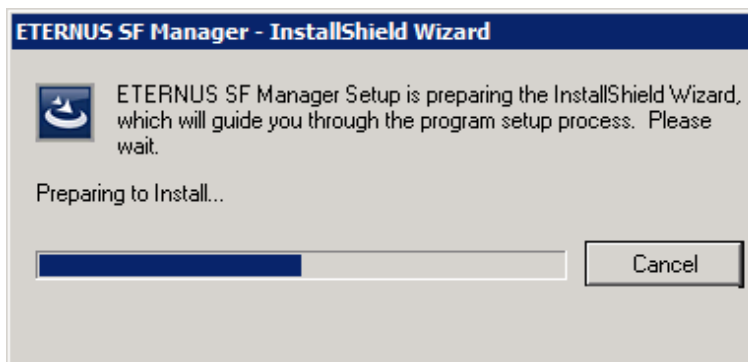 ETERNUS SF Manager - InstallShield Wizard
ETERNUS SF Manager Setup is preparing the InstallShield Wizard,
which will guide you through the program setup process.  Please
wait.
Preparing to Install...
Cancel